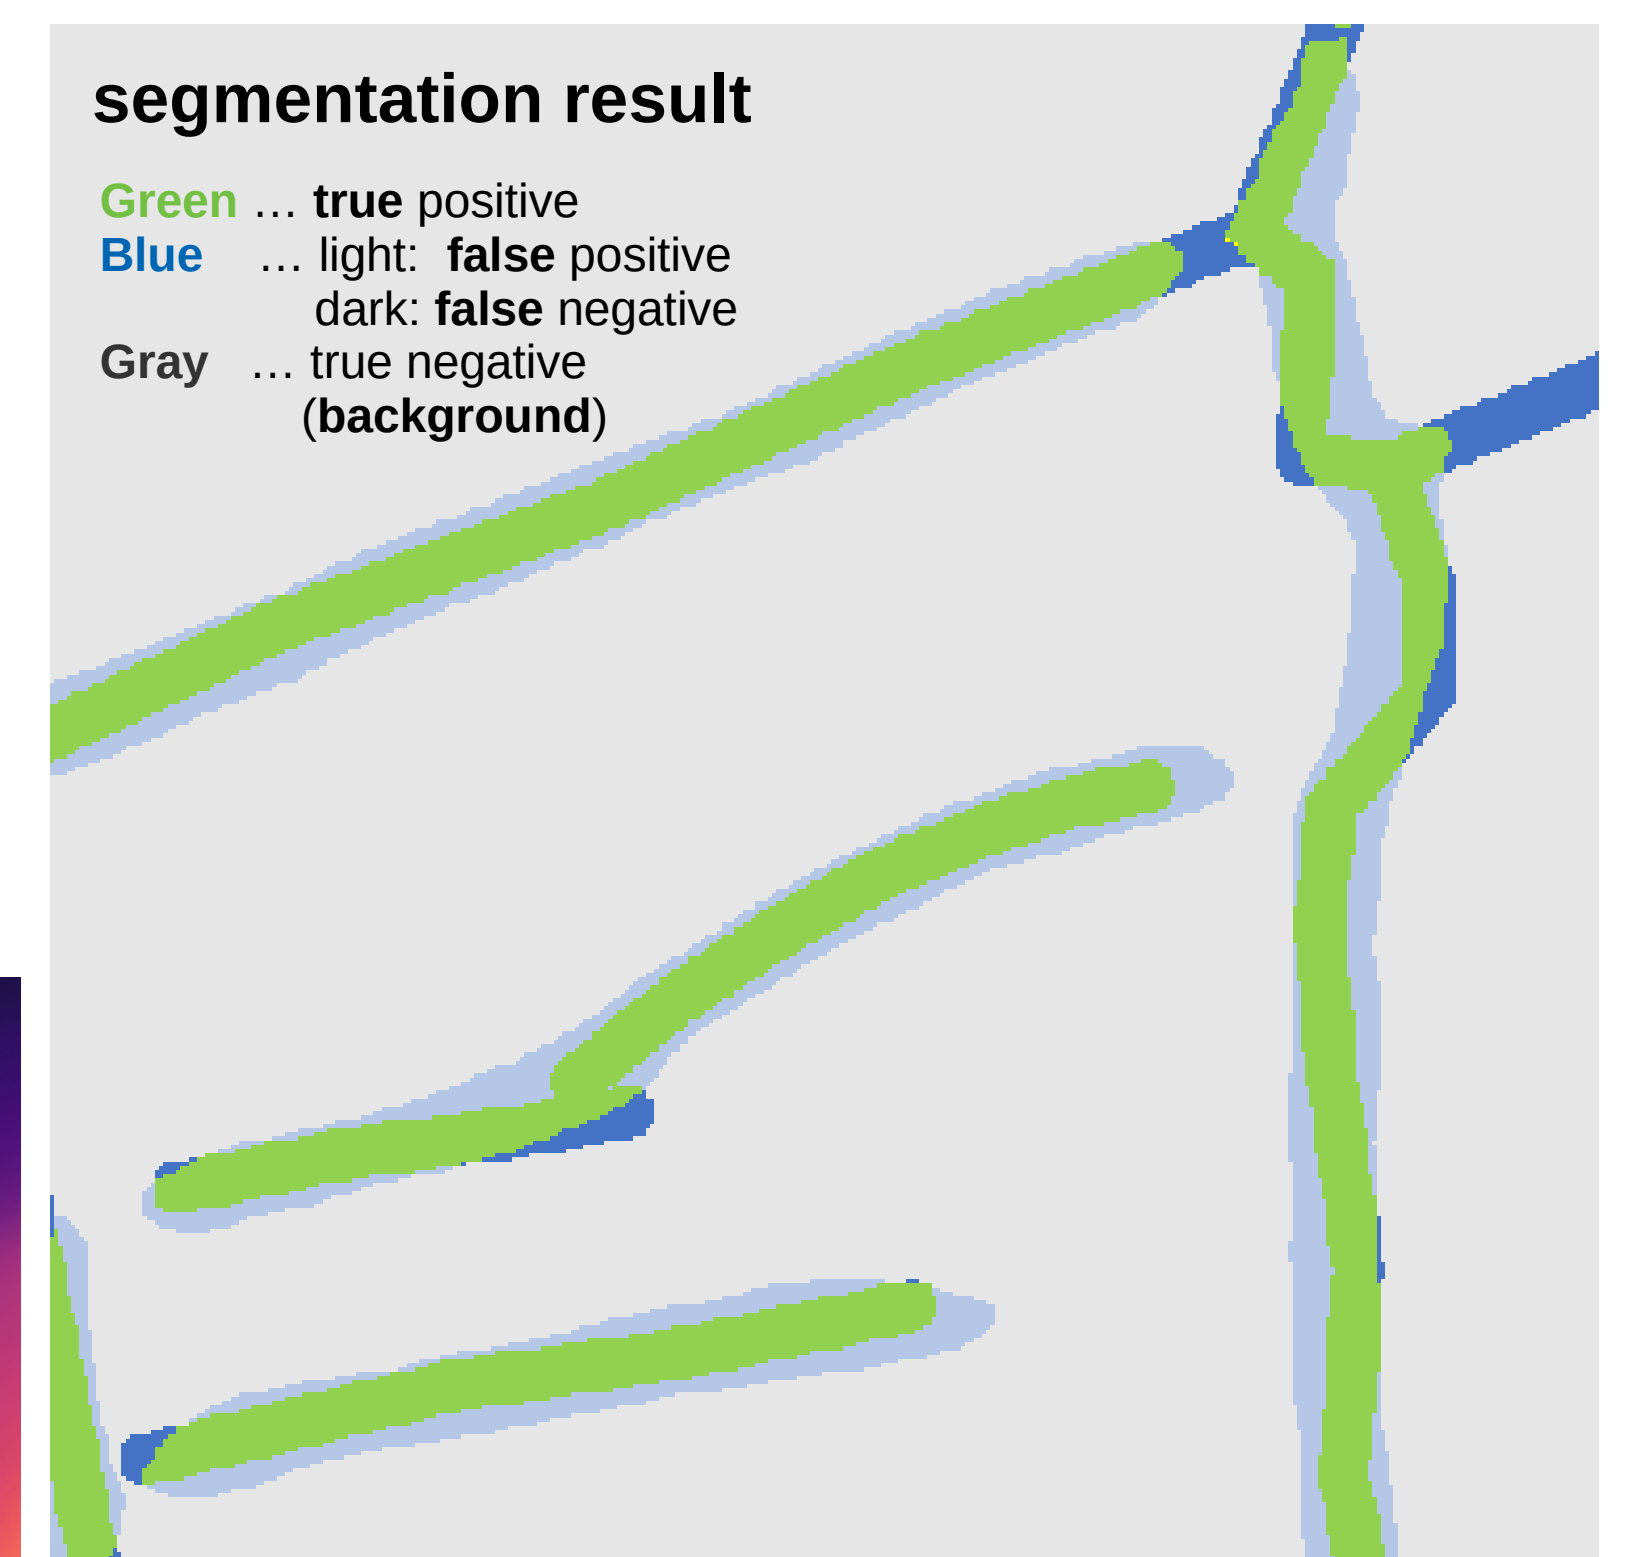 segmentation result
Green … true positive
Blue … light: false positive
dark: false negative
Gray … true negative
(background)